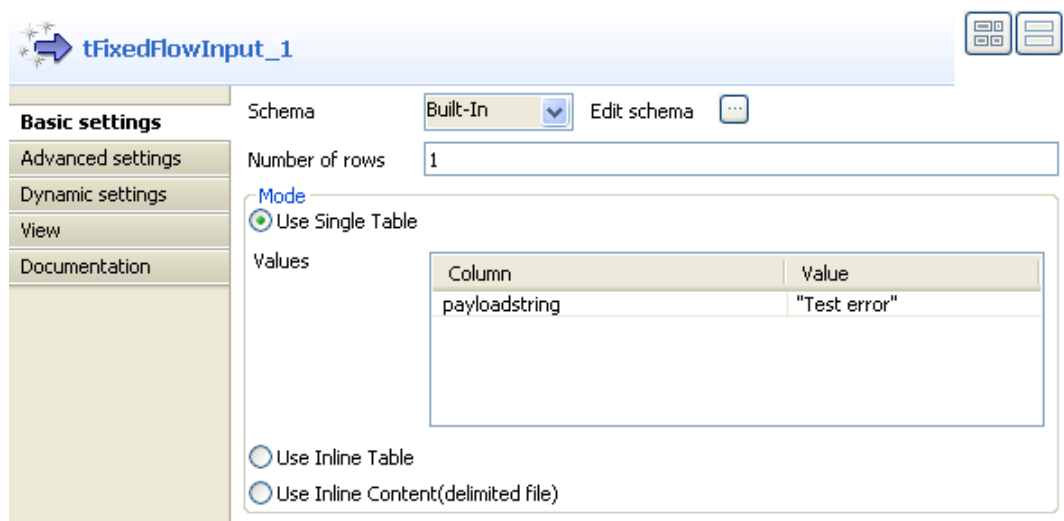 tFixedFlowInput_1
Basic settings
Advanced settings
Dynamic settings
View
Documentation
Schema Built-In Edit schema ...
Number of rows 1
Mode
Use Single Table
Values
Column Value
payloadstring "Test error"
Use Inline Table
Use Inline Content(delimited file)